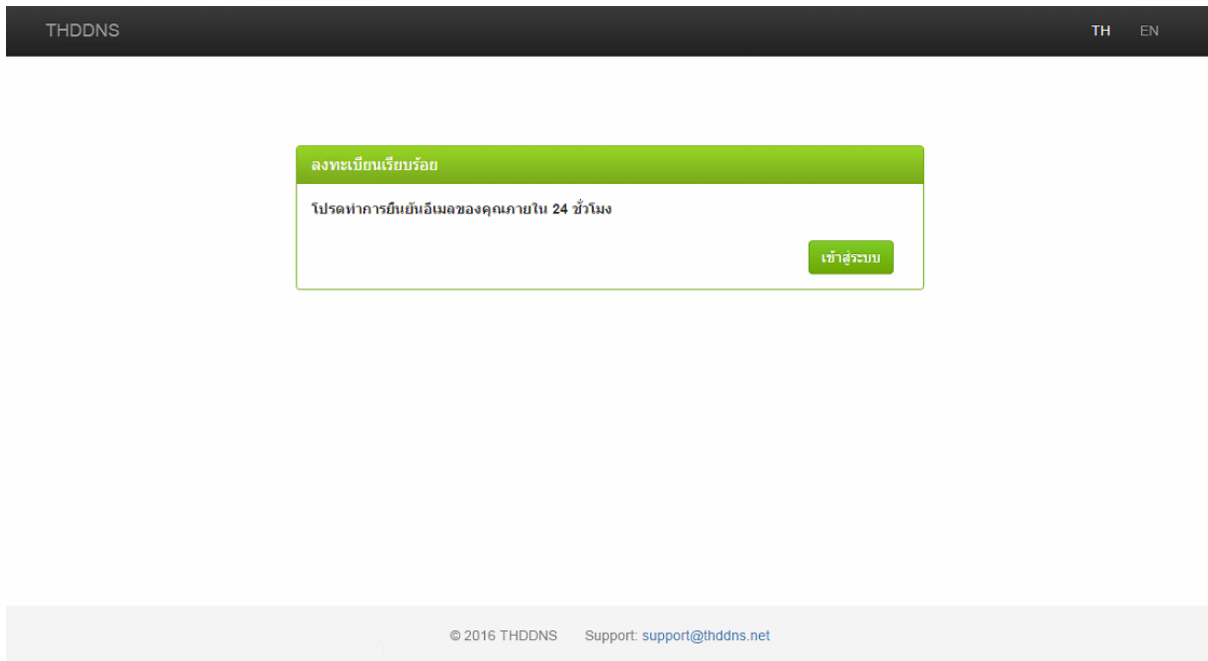 THDDNS TH EN
ลงทะเบียนเรียบร้อย
โปรดทำการยืนยันอีเมลของคุณภายใน 24 ชั่วโมง
เข้าสู่ระบบ
© 2016 THDDNS Support: support@thddns.net